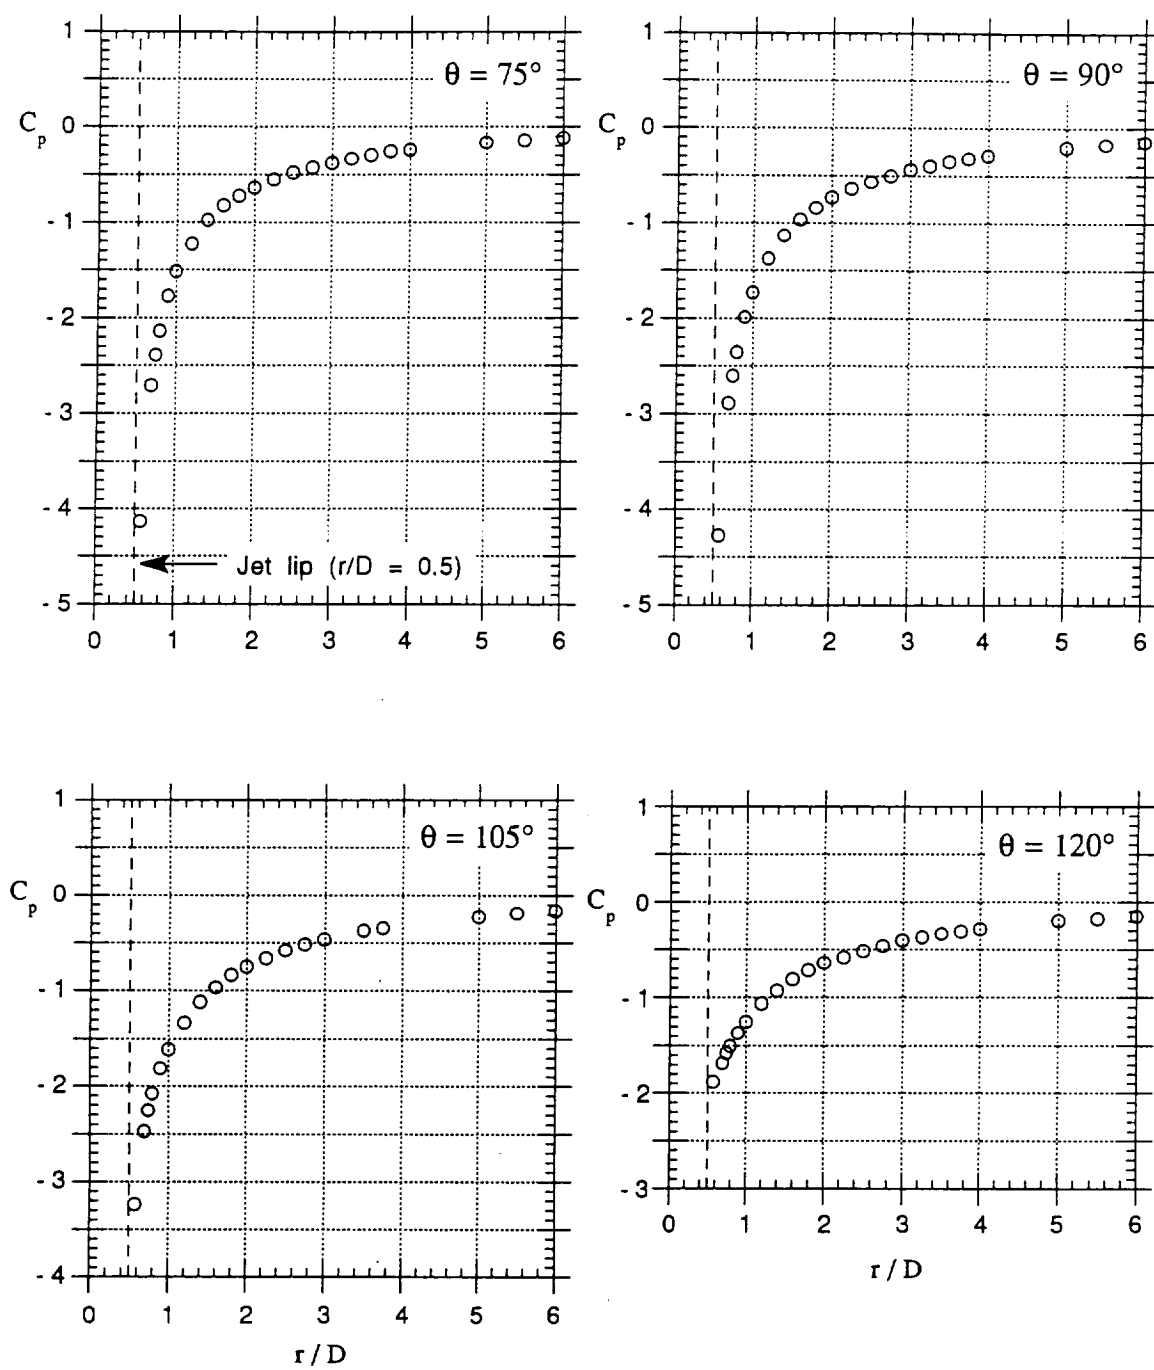 1
0
- 1
- 2
- 3
- 4
- 5
C_p
θ = 75°
Jet lip (r/D = 0.5)
0 1 2 3 4 5 6
1
0
- 1
- 2
- 3
- 4
- 5
C_p
θ = 90°
0 1 2 3 4 5 6
1
0
- 1
- 2
- 3
- 4
C_p
θ = 105°
0 1 2 3 4 5 6
r / D
1
0
- 1
- 2
- 3
C_p
θ = 120°
0 1 2 3 4 5 6
r / D